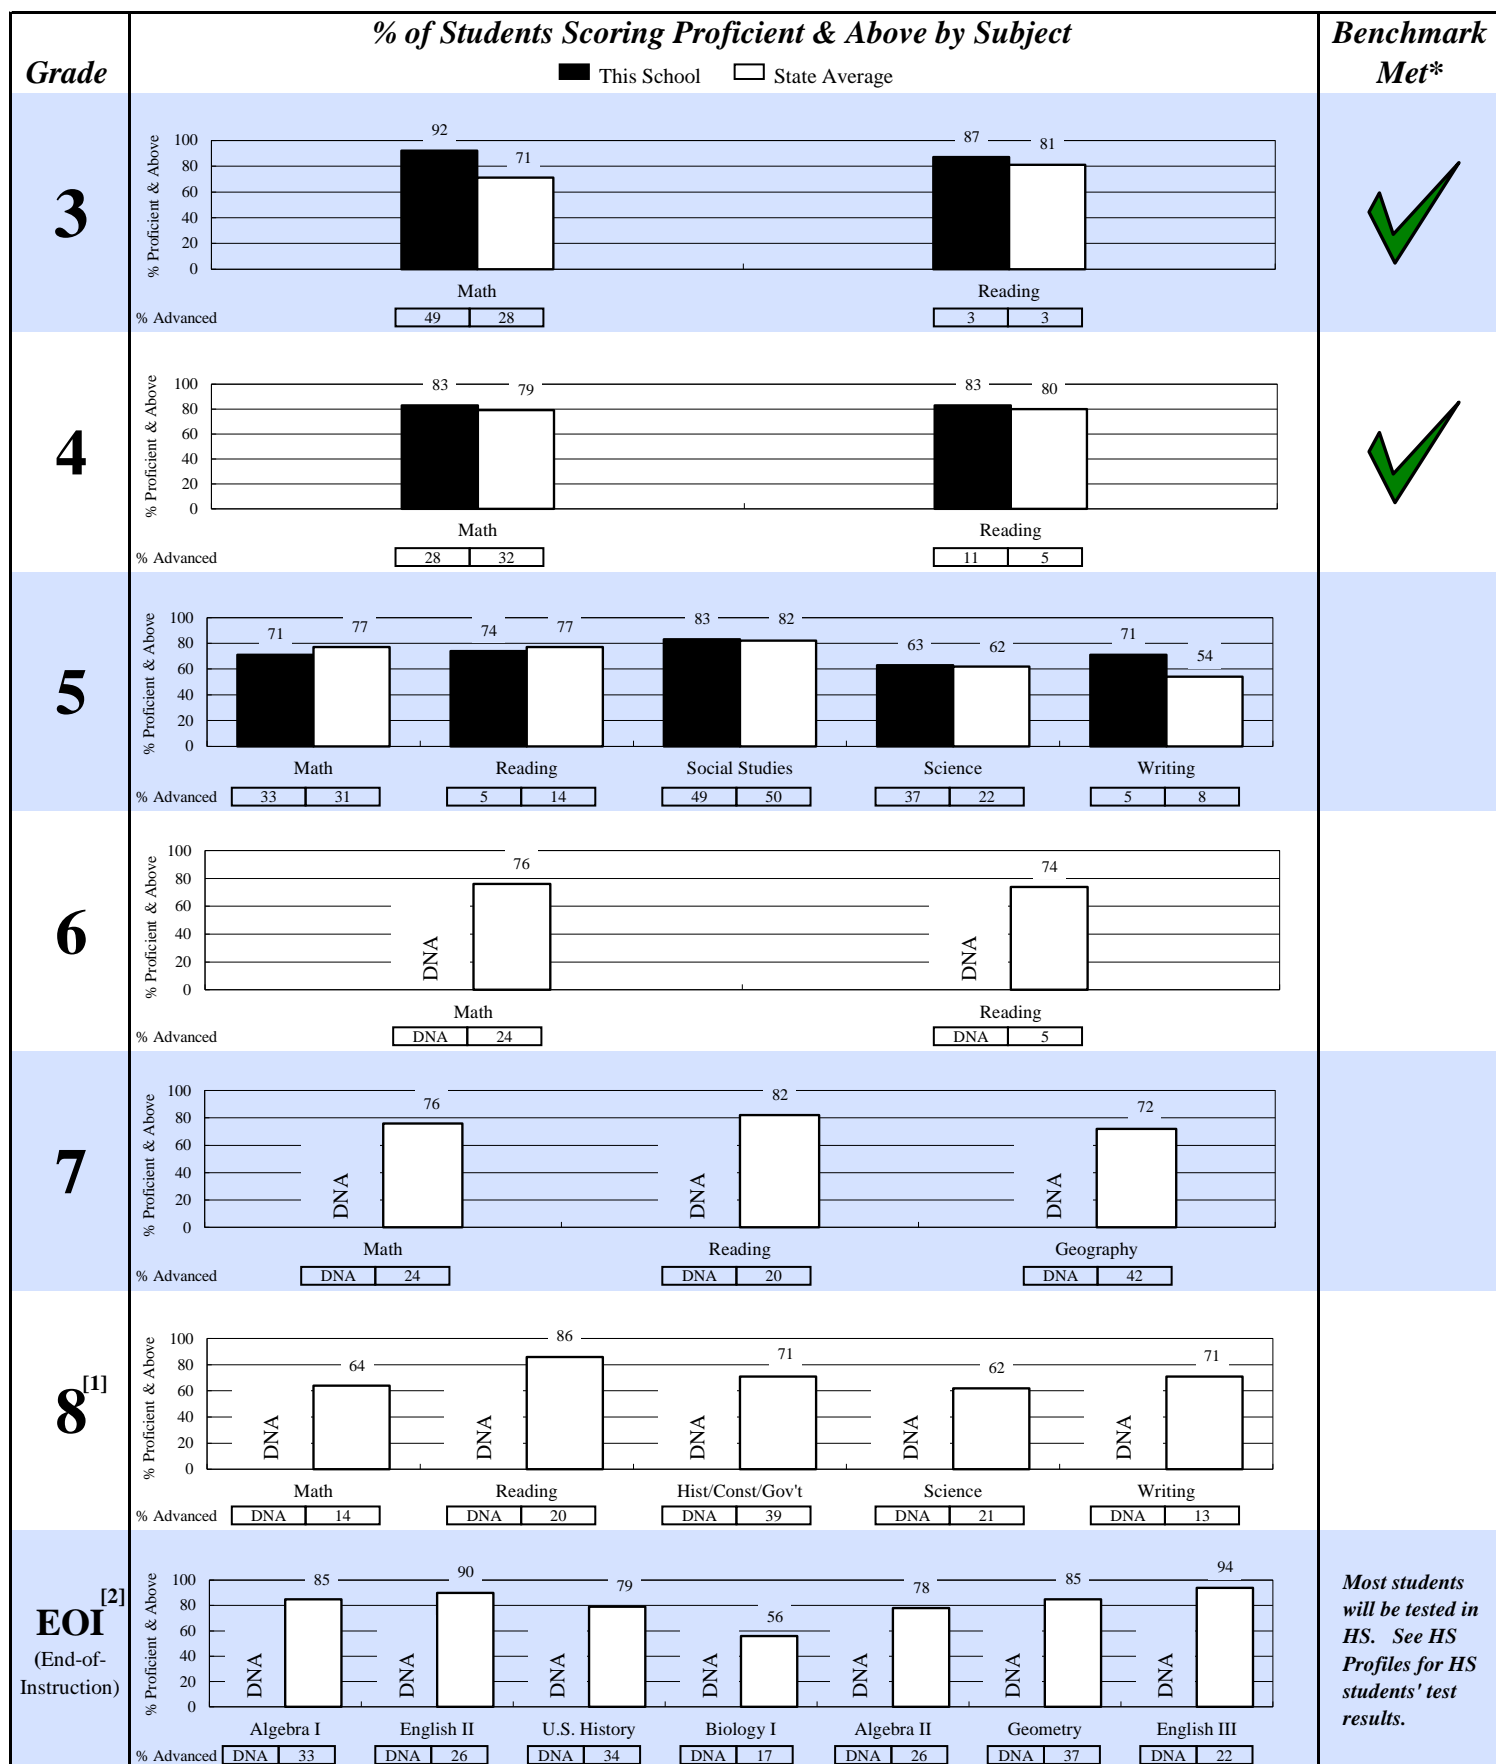 % of Students Scoring Proficient & Above by Subject
Benchmark
Met*
Grade
This School State Average
3
% Proficient & Above
100
80
60
40
20
0
92 71 87 81
Math Reading
% Advanced 49 28 3 3
4
% Proficient & Above
100
80
60
40
20
0
83 79 83 80
Math Reading
% Advanced 28 32 11 5
5
% Proficient & Above
100
80
60
40
20
0
71 77 74 77 83 82 63 62 71 54
Math Reading Social Studies Science Writing
% Advanced 33 31 5 14 49 50 37 22 5 8
6
% Proficient & Above
100
80
60
40
20
0
DNA 76 DNA 74
Math Reading
% Advanced DNA 24 DNA 5
7
% Proficient & Above
100
80
60
40
20
0
DNA 76 DNA 82 DNA 72
Math Reading Geography
% Advanced DNA 24 DNA 20 DNA 42
8[1]
% Proficient & Above
100
80
60
40
20
0
DNA 64 DNA 86 DNA 71 DNA 62 DNA 71
Math Reading Hist/Const/Gov't Science Writing
% Advanced DNA 14 DNA 20 DNA 39 DNA 21 DNA 13
EOI[2]
(End-of-
Instruction)
% Proficient & Above
100
80
60
40
20
0
DNA 85 DNA 90 DNA 79 DNA 56 DNA 78 DNA 85 DNA 94
Algebra I English II U.S. History Biology I Algebra II Geometry English III
% Advanced DNA 33 DNA 26 DNA 34 DNA 17 DNA 26 DNA 37 DNA 22
Most students
will be tested in
HS. See HS
Profiles for HS
students' test
results.